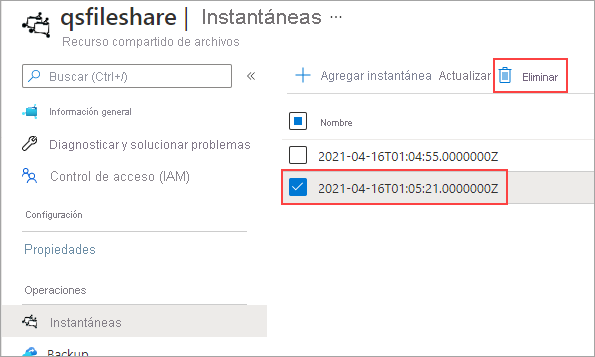 qsfileshare | Instantáneas ···
Recurso compartido de archivos
Buscar (Ctrl+/)
«
Agregar instantánea Actualizar Eliminar
Información general
Diagnosticar y solucionar problemas
Control de acceso (IAM)
Configuración
Propiedades
Operaciones
Instantáneas
Backup
Nombre
2021-04-16T01:04:55.0000000Z
2021-04-16T01:05:21.0000000Z